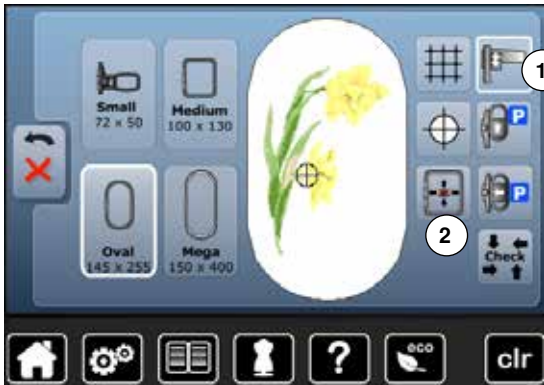 1
Small
72 x 50
Medium
100 x 130
P
P
2
Oval
145 x 255
Mega
150 x 400
Check
?
eco
clr